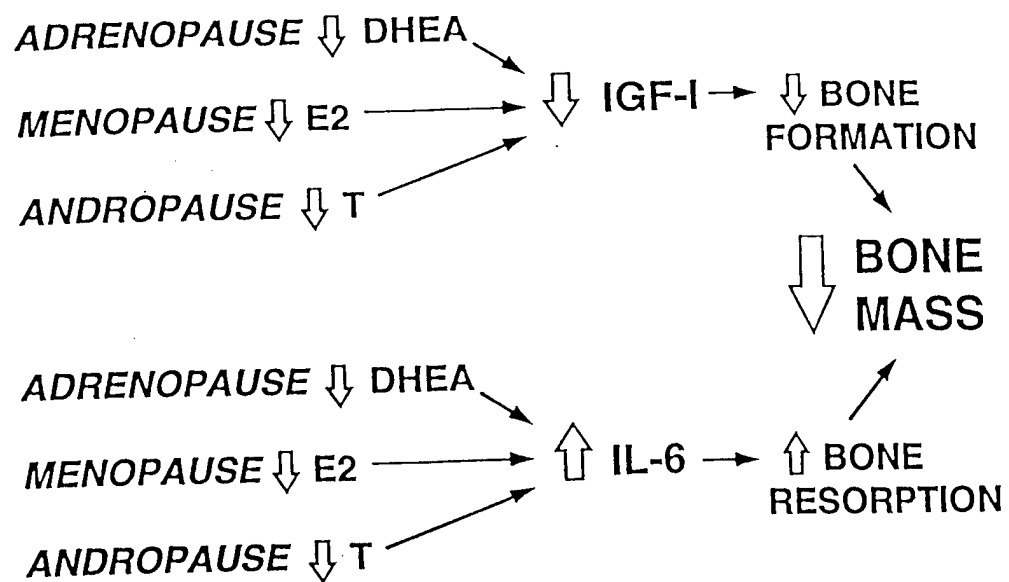 ADRENOPAUSE ⇩ DHEA
MENOPAUSE ⇩ E2
ANDROPAUSE ⇩ T
⇩ IGF-I
⇩ BONE
FORMATION
⇩ BONE
MASS
ADRENOPAUSE ⇩ DHEA
MENOPAUSE ⇩ E2
ANDROPAUSE ⇩ T
⇧ IL-6
⇧ BONE
RESORPTION